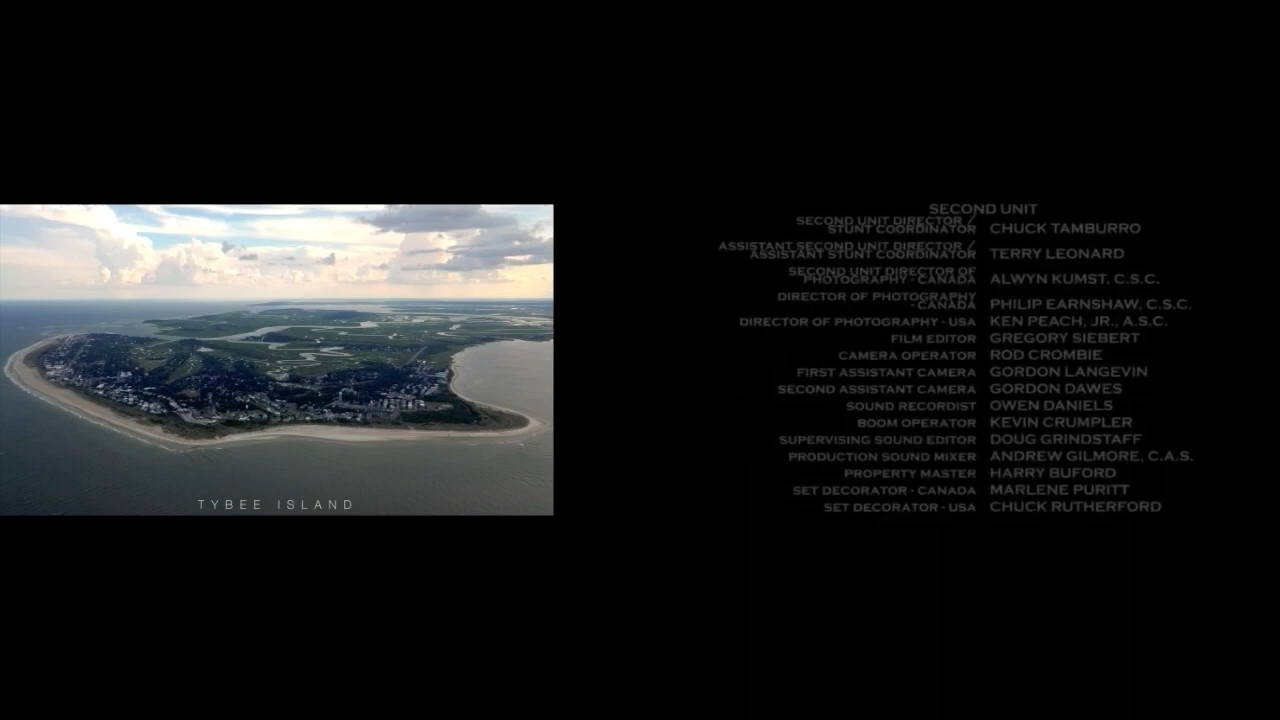 TYBEE ISLAND
SECOND UNIT
SECOND UNIT DIRECTOR /
STUNT COORDINATOR CHUCK TAMBURRO
ASSISTANT SECOND UNIT DIRECTOR /
ASSISTANT STUNT COORDINATOR TERRY LEONARD
SECOND UNIT DIRECTOR OF
PHOTOGRAPHY - CANADA ALWYN KUMST, C.S.C.
DIRECTOR OF PHOTOGRAPHY
- CANADA PHILIP EARNSHAW, C.S.C.
DIRECTOR OF PHOTOGRAPHY - USA KEN PEACH, JR., A.S.C.
FILM EDITOR GREGORY SIEBERT
CAMERA OPERATOR ROD CROMBIE
FIRST ASSISTANT CAMERA GORDON LANGEVIN
SECOND ASSISTANT CAMERA GORDON DAWES
SOUND RECORDIST OWEN DANIELS
BOOM OPERATOR KEVIN CRUMPLER
SUPERVISING SOUND EDITOR DOUG GRINDSTAFF
PRODUCTION SOUND MIXER ANDREW GILMORE, C.A.S.
PROPERTY MASTER HARRY BUFORD
SET DECORATOR - CANADA MARLENE PURITT
SET DECORATOR - USA CHUCK RUTHERFORD